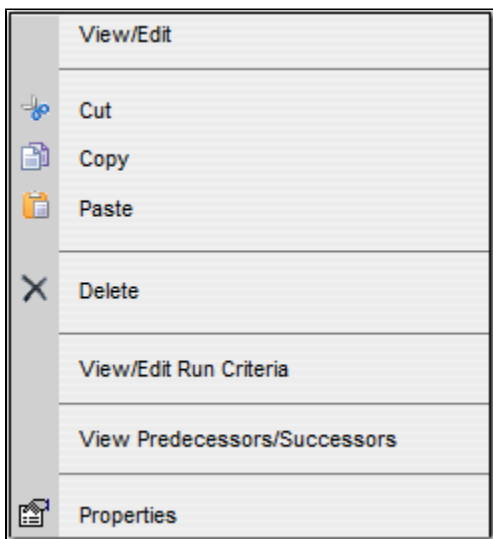 View/Edit
Cut
Copy
Paste
Delete
View/Edit Run Criteria
View Predecessors/Successors
Properties